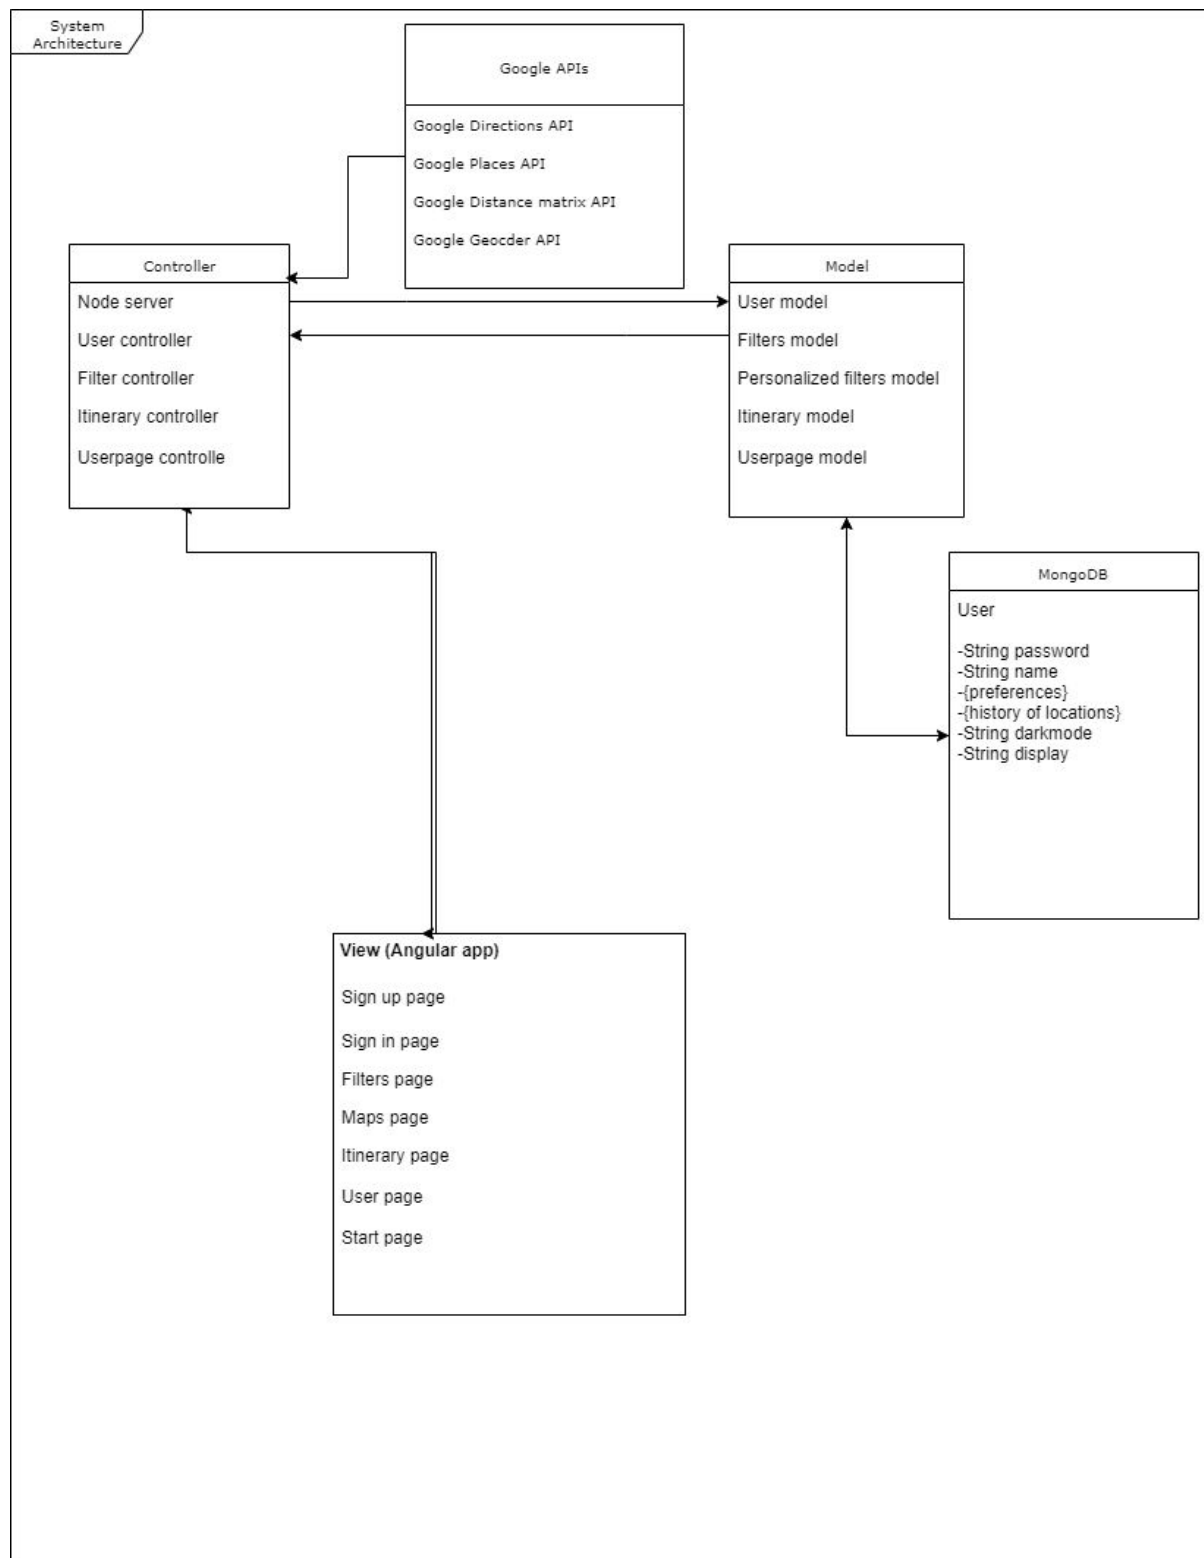 System
Architecture
Google APIs
Google Directions API
Google Places API
Google Distance matrix API
Google Geocder API
Controller
Node server
User controller
Filter controller
Itinerary controller
Userpage controlle
Model
User model
Filters model
Personalized filters model
Itinerary model
Userpage model
MongoDB
User
-String password
-String name
-{preferences}
-{history of locations}
-String darkmode
-String display
View (Angular app)
Sign up page
Sign in page
Filters page
Maps page
Itinerary page
User page
Start page